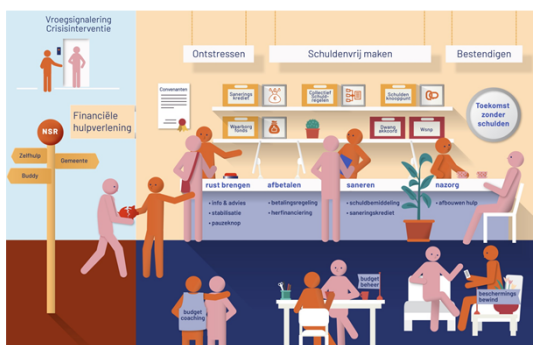 Vroegsignalering
Crisisinterventie
Ontstressen
Schuldenvrij maken
Bestendigen
Convenanten
Sanerings
krediet
Collectief
Schuld-
regelen
Schulden
knooppunt
Waarborg
fonds
Dwang
akkoord
Wsnp
Toekomst
zonder
schulden
NSR
Financiële
hulpverlening
Zelfhulp
Gemeente
Buddy
rust brengen
• info & advies
• stabilisatie
• pauzeknop
afbetalen
• betalingsregeling
• herfinanciering
saneren
• schuldbemiddeling
• saneringskrediet
nazorg
• afbouwen hulp
budget
coaching
budget
beheer
beschermings
bewind